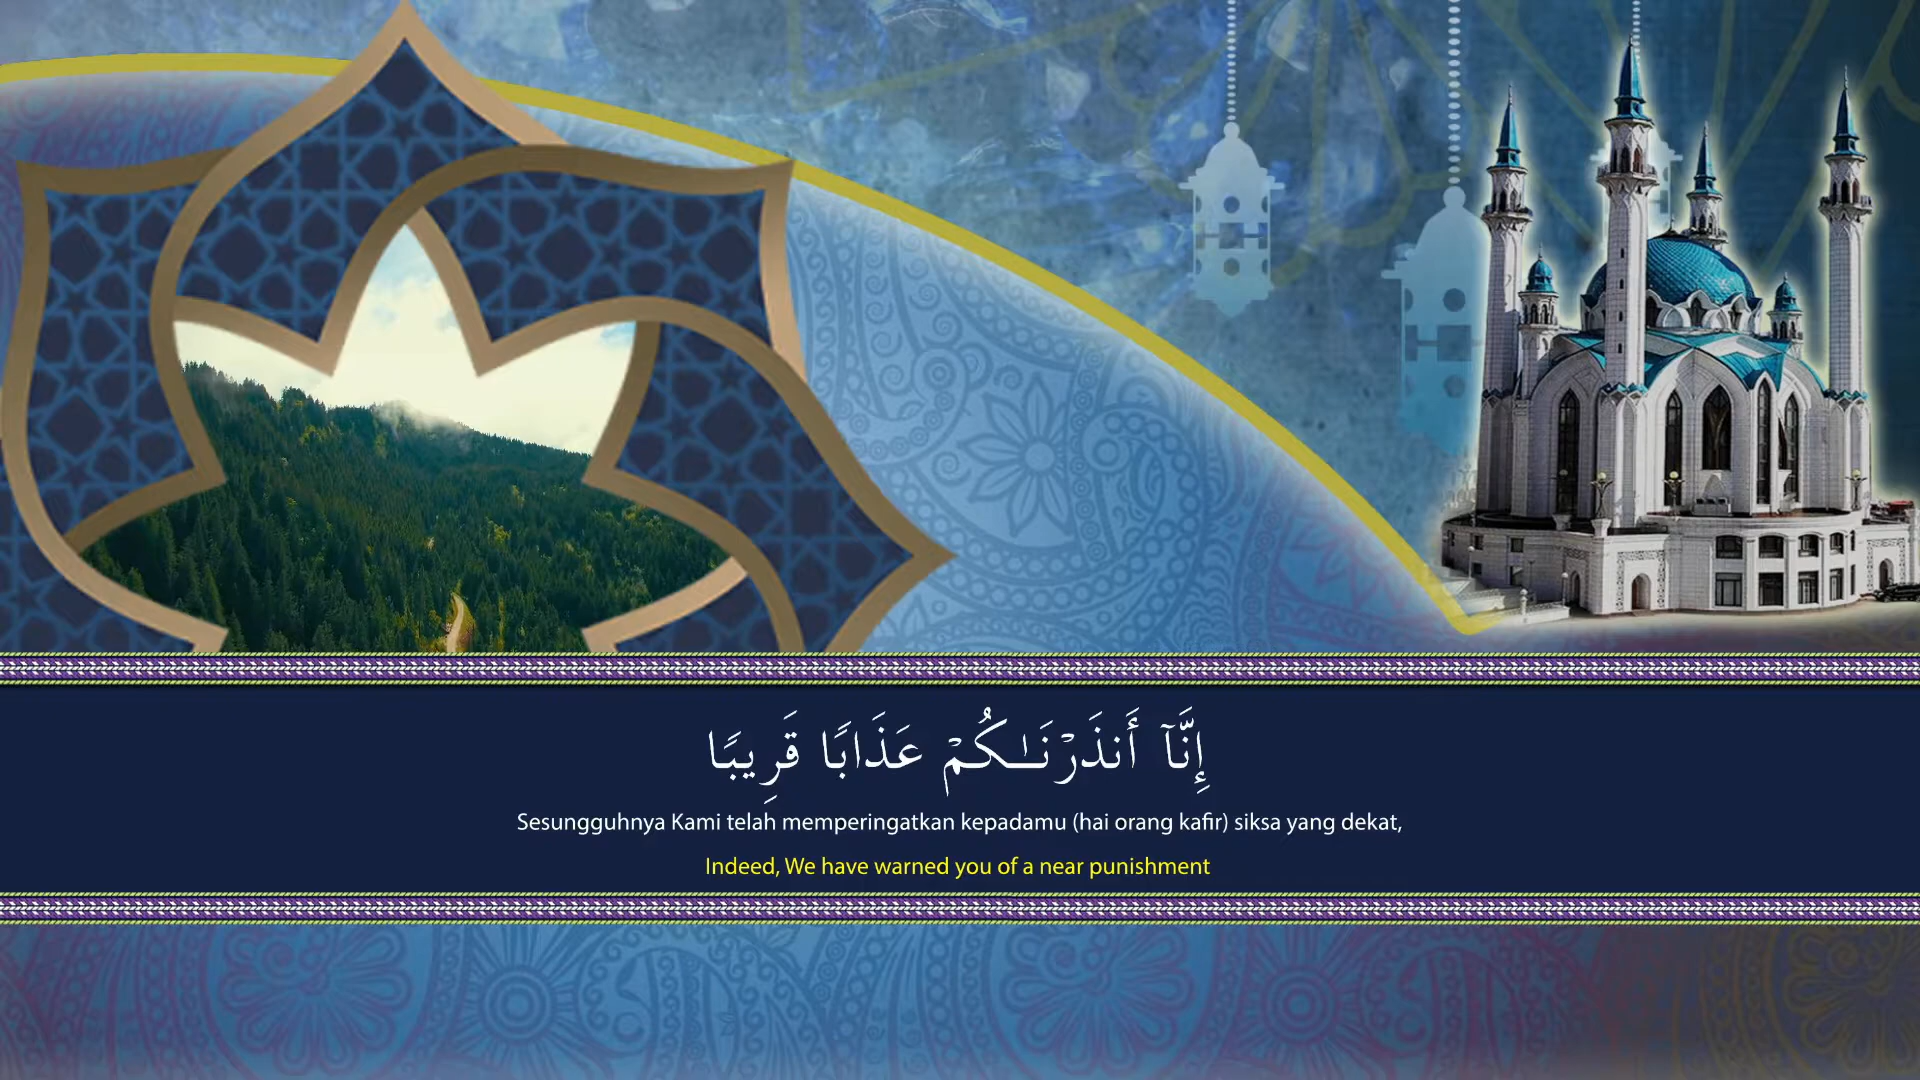 إِنَّآ أَنذَرْنَـٰكُمْ عَذَابًا قَرِيبًا
Sesungguhnya Kami telah memperingatkan kepadamu (hai orang kafir) siksa yang dekat,
Indeed, We have warned you of a near punishment